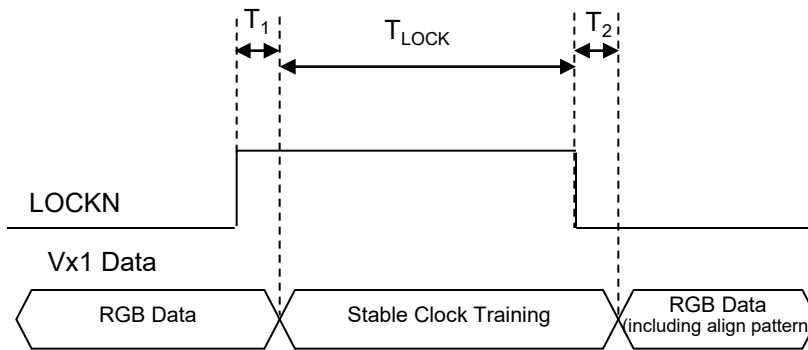 T1
TLOCK
T2
LOCKN
Vx1 Data
RGB Data
Stable Clock Training
RGB Data
(including align pattern